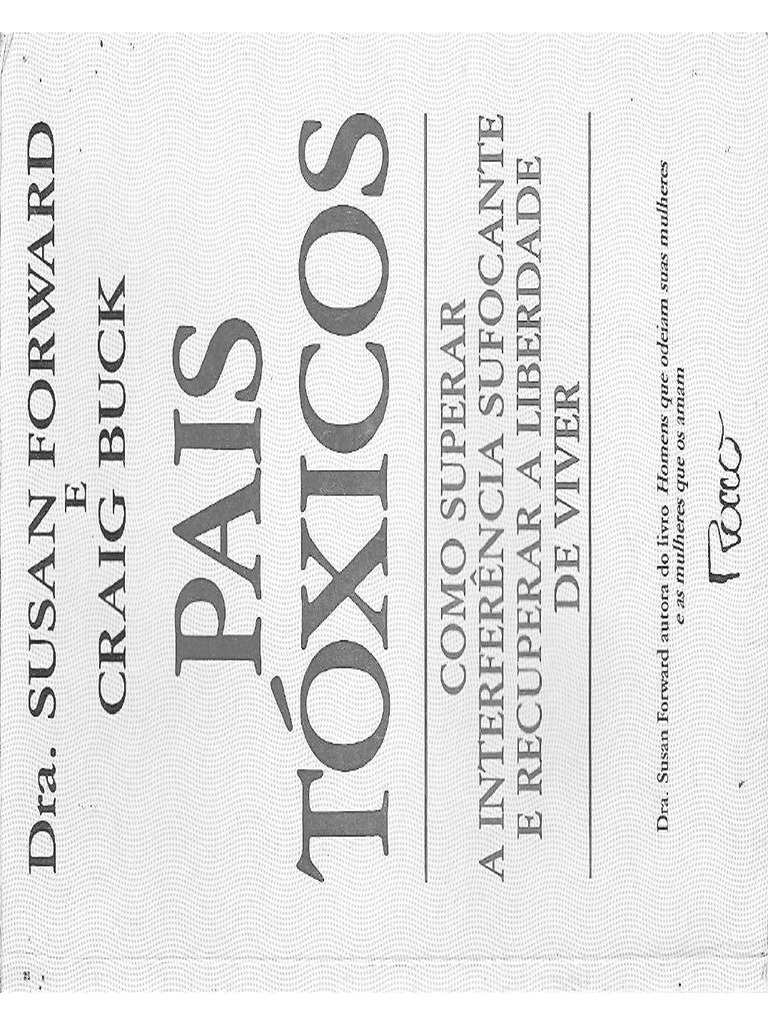 Dra. SUSAN FORWARD
E
CRAIG BUCK
PAIS
TÓXICOS
COMO SUPERAR
A INTERFERÊNCIA SUFOCANTE
E RECUPERAR A LIBERDADE
DE VIVER
Dra. Susan Forward autora do livro Homens que odeiam suas mulheres
e as mulheres que os amam
Rocco